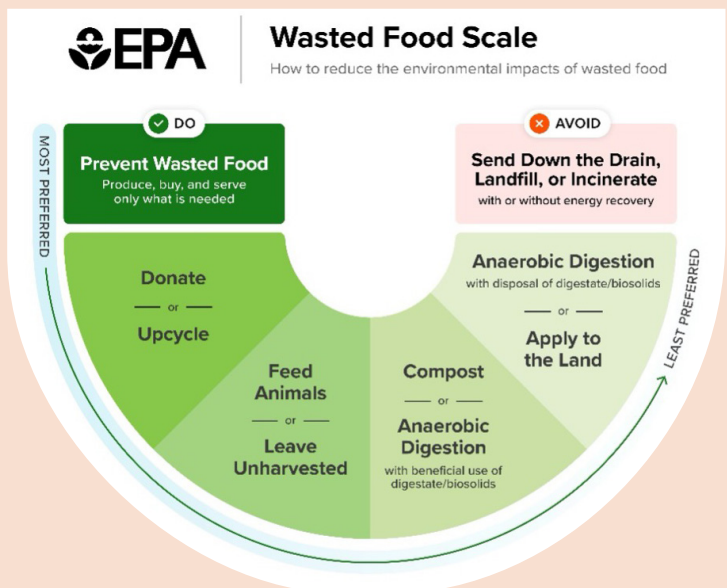 EPA
Wasted Food Scale
How to reduce the environmental impacts of wasted food
MOST PREFERRED
DO
Prevent Wasted Food
Produce, buy, and serve
only what is needed
Donate
or
Upcycle
Feed
Animals
or
Leave
Unharvested
Compost
or
Anaerobic
Digestion
with beneficial use of
digestate/biosolids
Anaerobic Digestion
with disposal of digestate/biosolids
or
Apply to
the Land
AVOID
Send Down the Drain,
Landfill, or Incinerate
with or without energy recovery
LEAST PREFERRED